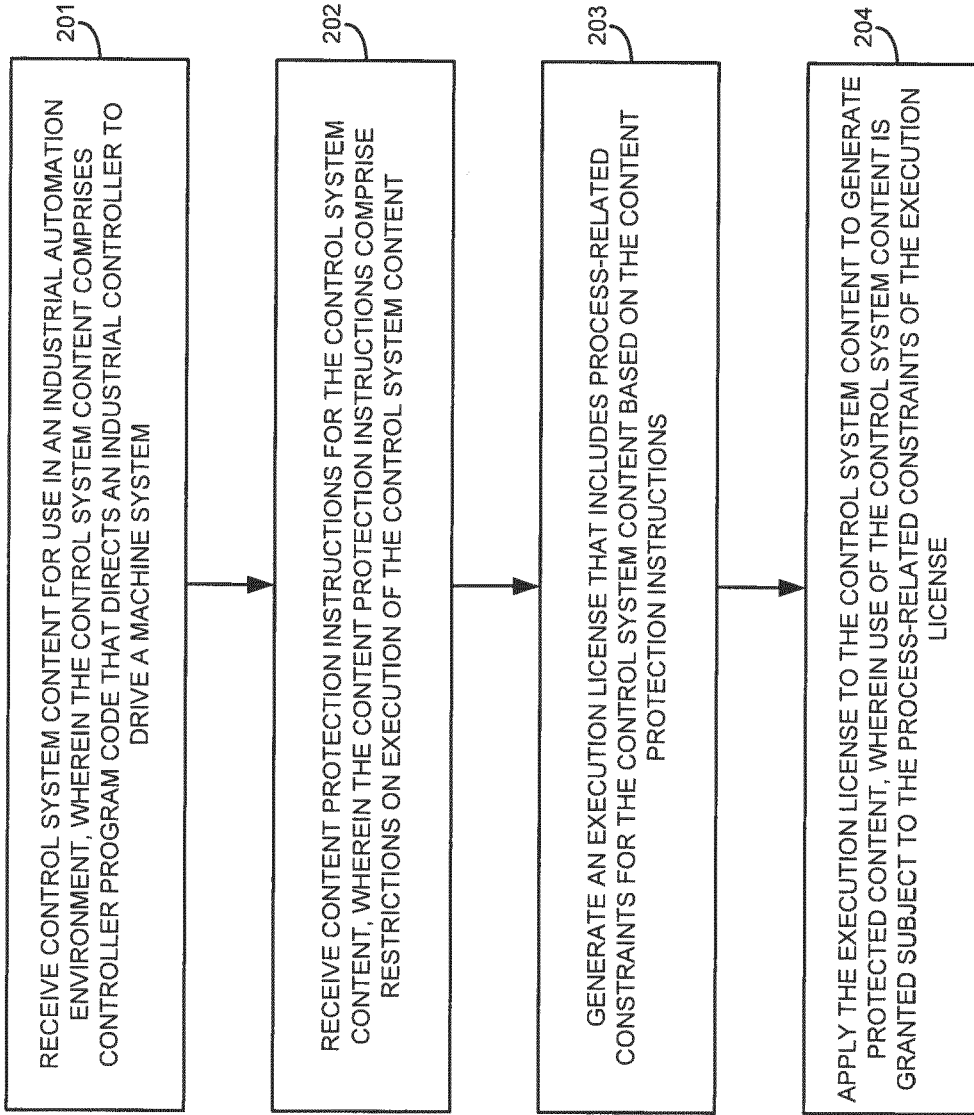 201
RECEIVE CONTROL SYSTEM CONTENT FOR USE IN AN INDUSTRIAL AUTOMATION
ENVIRONMENT, WHEREIN THE CONTROL SYSTEM CONTENT COMPRISES
CONTROLLER PROGRAM CODE THAT DIRECTS AN INDUSTRIAL CONTROLLER TO
DRIVE A MACHINE SYSTEM
202
RECEIVE CONTENT PROTECTION INSTRUCTIONS FOR THE CONTROL SYSTEM
CONTENT, WHEREIN THE CONTENT PROTECTION INSTRUCTIONS COMPRISE
RESTRICTIONS ON EXECUTION OF THE CONTROL SYSTEM CONTENT
203
GENERATE AN EXECUTION LICENSE THAT INCLUDES PROCESS-RELATED
CONSTRAINTS FOR THE CONTROL SYSTEM CONTENT BASED ON THE CONTENT
PROTECTION INSTRUCTIONS
204
APPLY THE EXECUTION LICENSE TO THE CONTROL SYSTEM CONTENT TO GENERATE
PROTECTED CONTENT, WHEREIN USE OF THE CONTROL SYSTEM CONTENT IS
GRANTED SUBJECT TO THE PROCESS-RELATED CONSTRAINTS OF THE EXECUTION
LICENSE